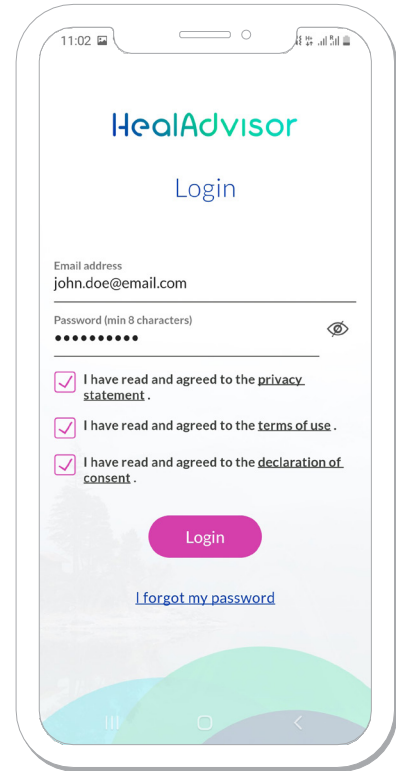 11:02
HealAdvisor
Login
Email address
john.doe@email.com
Password (min 8 characters)
••••••••••
I have read and agreed to the privacy
statement .
I have read and agreed to the terms of use .
I have read and agreed to the declaration of
consent .
Login
I forgot my password